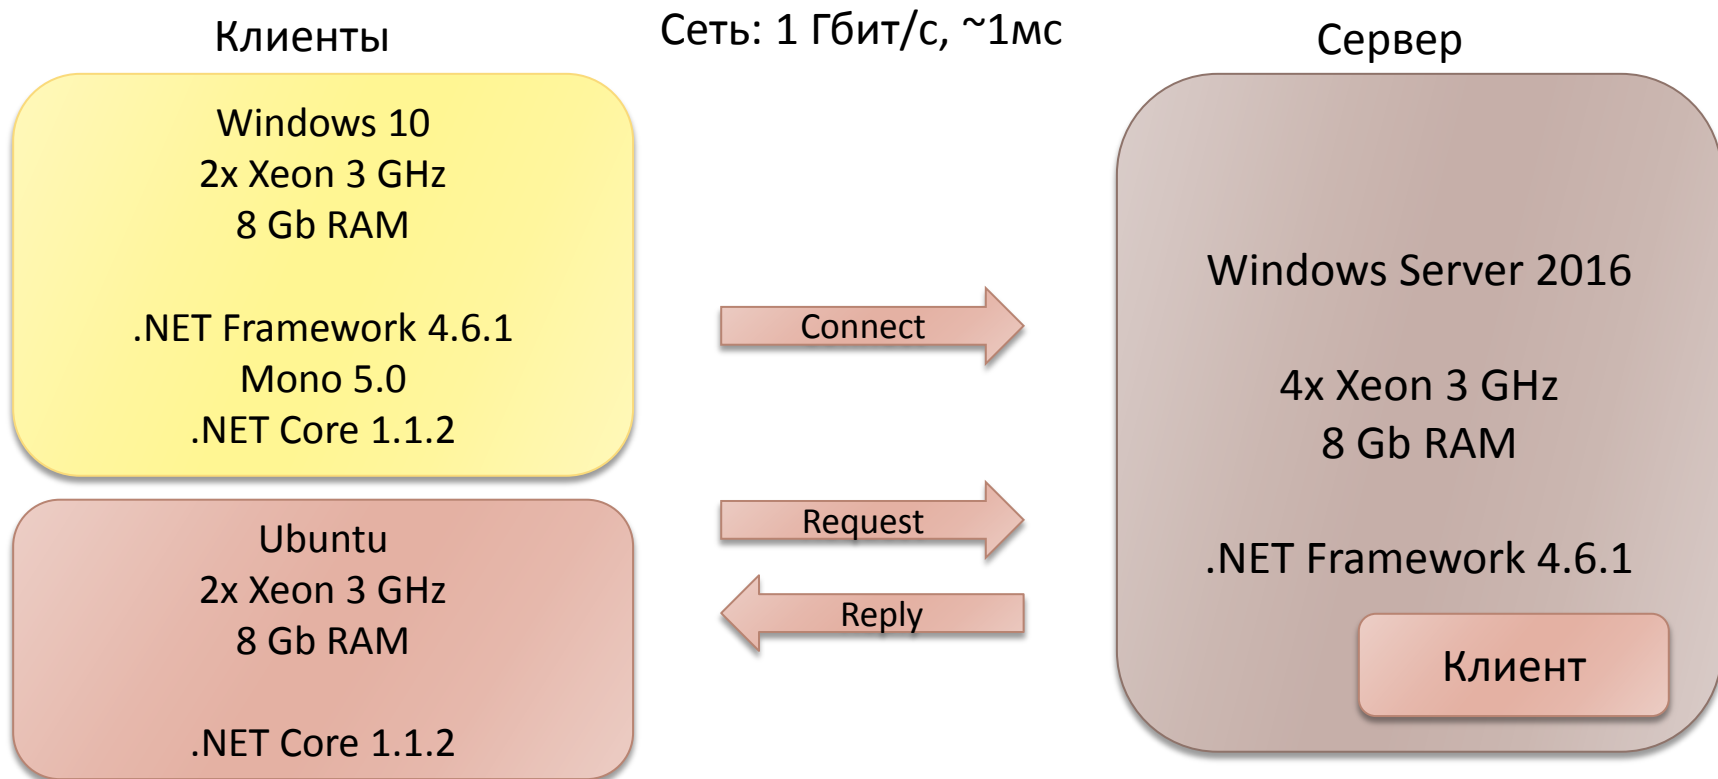 Клиенты
Сеть: 1 Гбит/с, ~1мс
Сервер
Windows 10
2x Xeon 3 GHz
8 Gb RAM
.NET Framework 4.6.1
Mono 5.0
.NET Core 1.1.2
Ubuntu
2x Xeon 3 GHz
8 Gb RAM
.NET Core 1.1.2
Connect
Request
Reply
Windows Server 2016
4x Xeon 3 GHz
8 Gb RAM
.NET Framework 4.6.1
Клиент